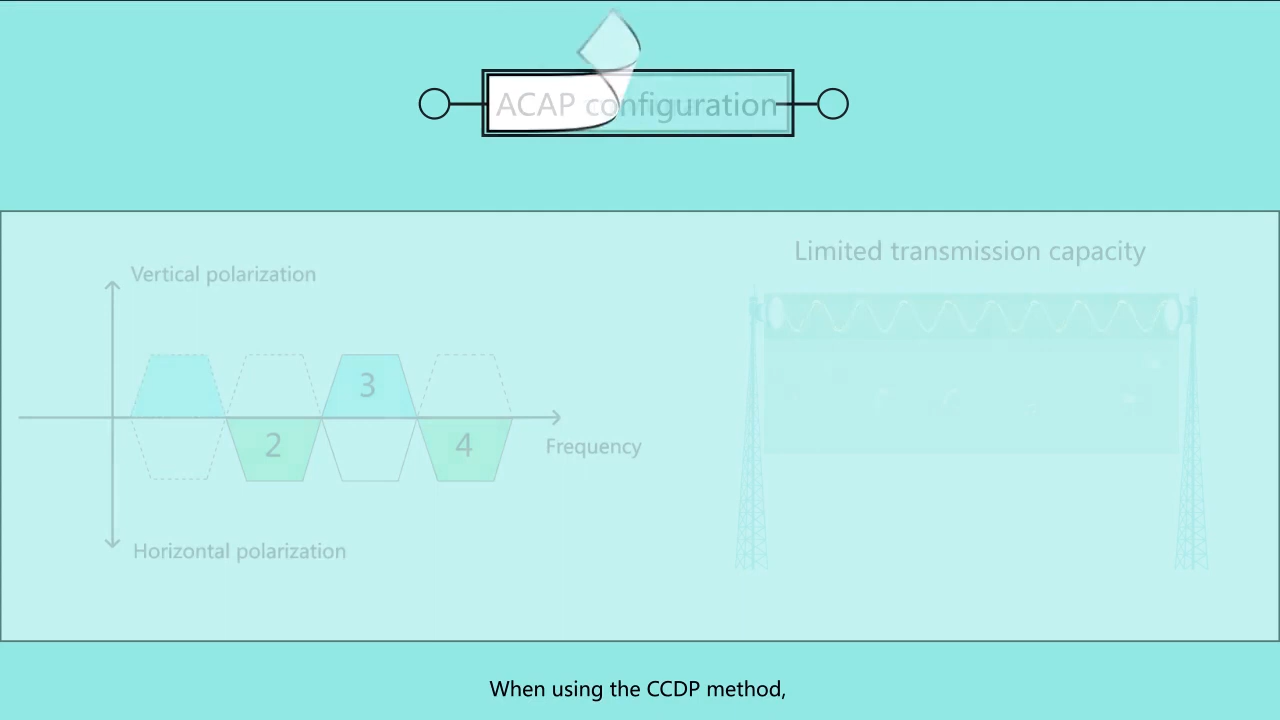 ACAP configuration
Limited transmission capacity
Vertical polarization
3
2
4
Frequency
Horizontal polarization
When using the CCDP method,